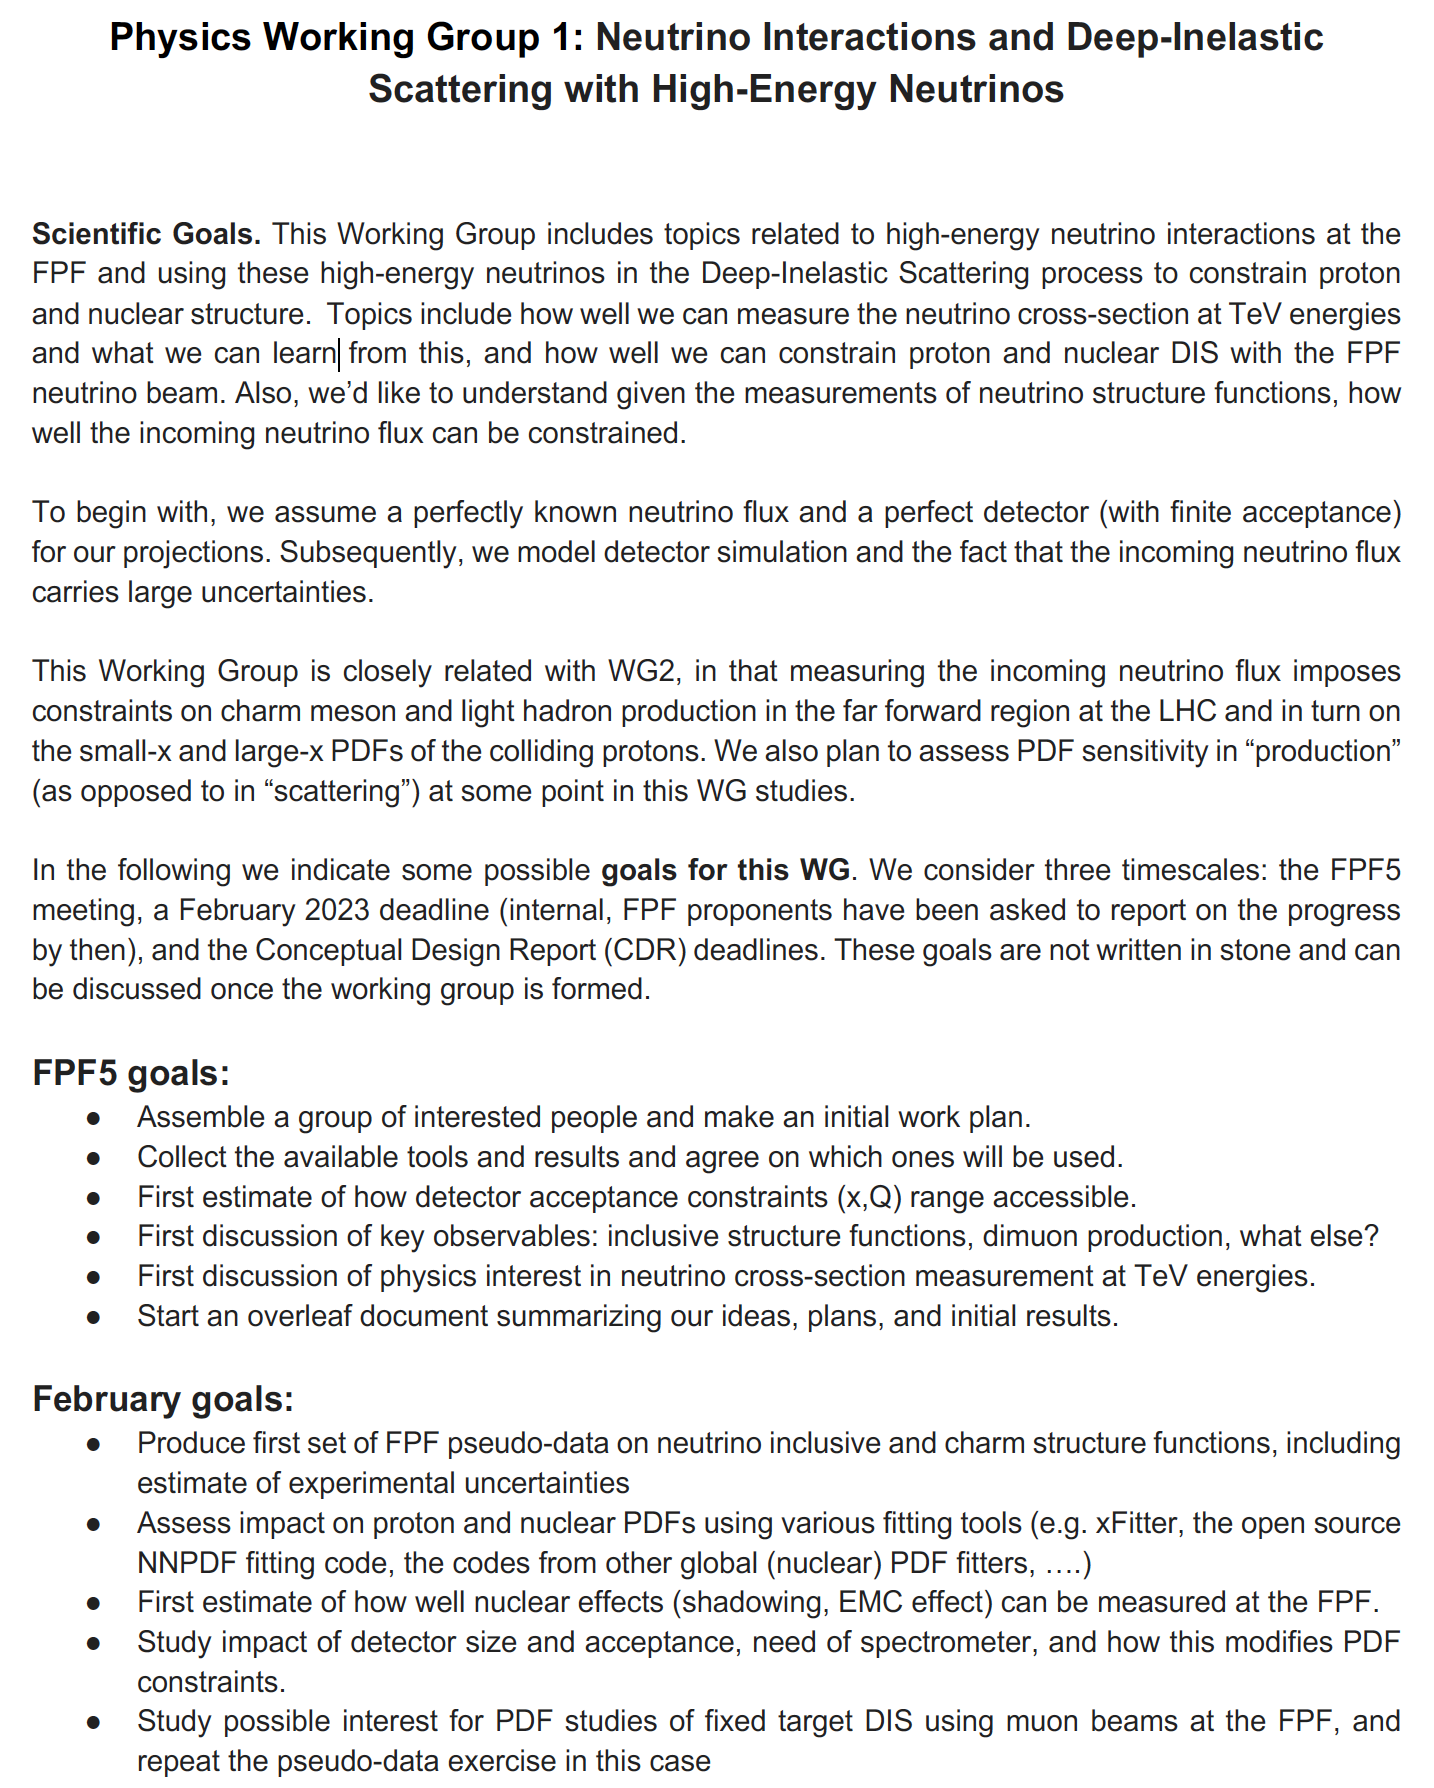 Physics Working Group 1: Neutrino Interactions and Deep-Inelastic
Scattering with High-Energy Neutrinos
Scientific Goals. This Working Group includes topics related to high-energy neutrino interactions at the
FPF and using these high-energy neutrinos in the Deep-Inelastic Scattering process to constrain proton
and nuclear structure.  Topics include how well we can measure the neutrino cross-section at TeV energies
and what we can learn from this, and how well we can constrain proton and nuclear DIS with the FPF
neutrino beam. Also, we’d like to understand given the measurements of neutrino structure functions, how
well the incoming neutrino flux can be constrained.
To begin with, we assume a perfectly known neutrino flux and a perfect detector (with finite acceptance)
for our projections. Subsequently, we model detector simulation and the fact that the incoming neutrino flux
carries large uncertainties.
This Working Group is closely related with WG2, in that measuring the incoming neutrino flux imposes
constraints on charm meson and light hadron production in the far forward region at the LHC and in turn on
the small-x and large-x PDFs of the colliding protons. We also plan to assess PDF sensitivity in “production”
(as opposed to in “scattering”) at some point in this WG studies.
In the following we indicate some possible goals for this WG. We consider three timescales: the FPF5
meeting, a February 2023 deadline (internal, FPF proponents have been asked to report on the progress
by then), and the Conceptual Design Report (CDR) deadlines. These goals are not written in stone and can
be discussed once the working group is formed.
FPF5 goals:
● Assemble a group of interested people and make an initial work plan.
● Collect the available tools and results and agree on which ones will be used.
● First estimate of how detector acceptance constraints (x,Q) range accessible.
● First discussion of key observables: inclusive structure functions, dimuon production, what else?
● First discussion of physics interest in neutrino cross-section measurement at TeV energies.
● Start an overleaf document summarizing our ideas, plans, and initial results.
February goals:
● Produce first set of FPF pseudo-data on neutrino inclusive and charm structure functions, including
estimate of experimental uncertainties
● Assess impact on proton and nuclear PDFs using various fitting tools (e.g. xFitter, the open source
NNPDF fitting code, the codes from other global (nuclear) PDF fitters, ….)
● First estimate of how well nuclear effects (shadowing, EMC effect) can be measured at the FPF.
● Study impact of detector size and acceptance, need of spectrometer, and how this modifies PDF
constraints.
● Study possible interest for PDF studies of fixed target DIS using muon beams at the FPF, and
repeat the pseudo-data exercise in this case